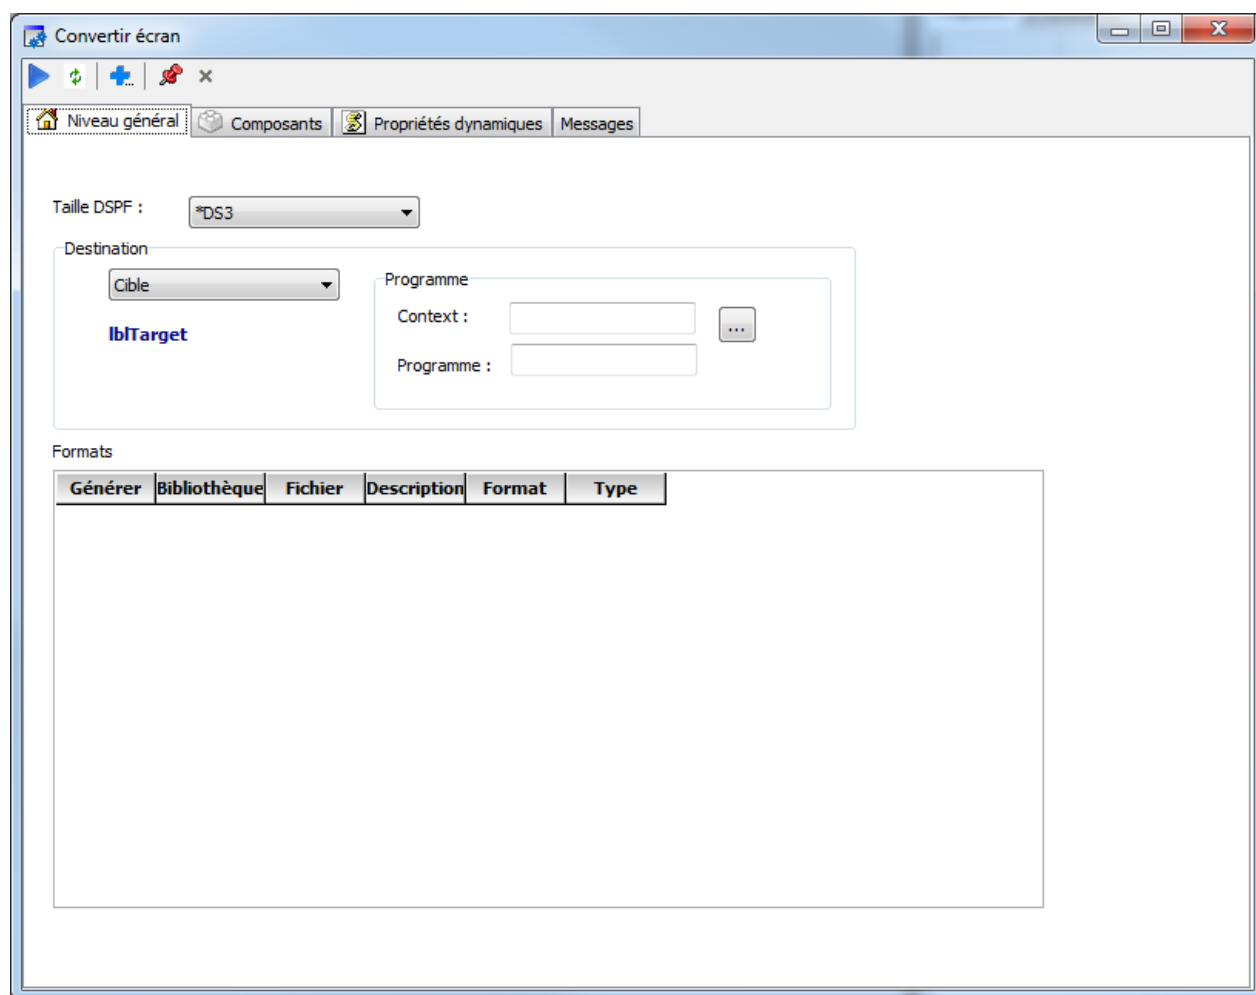 Convertir écran
Niveau général Composants Propriétés dynamiques Messages
Taille DSPF : *DS3
Destination
Cible
lblTarget
Programme
Context : ...
Programme :
Formats
Générer Bibliothèque Fichier Description Format Type